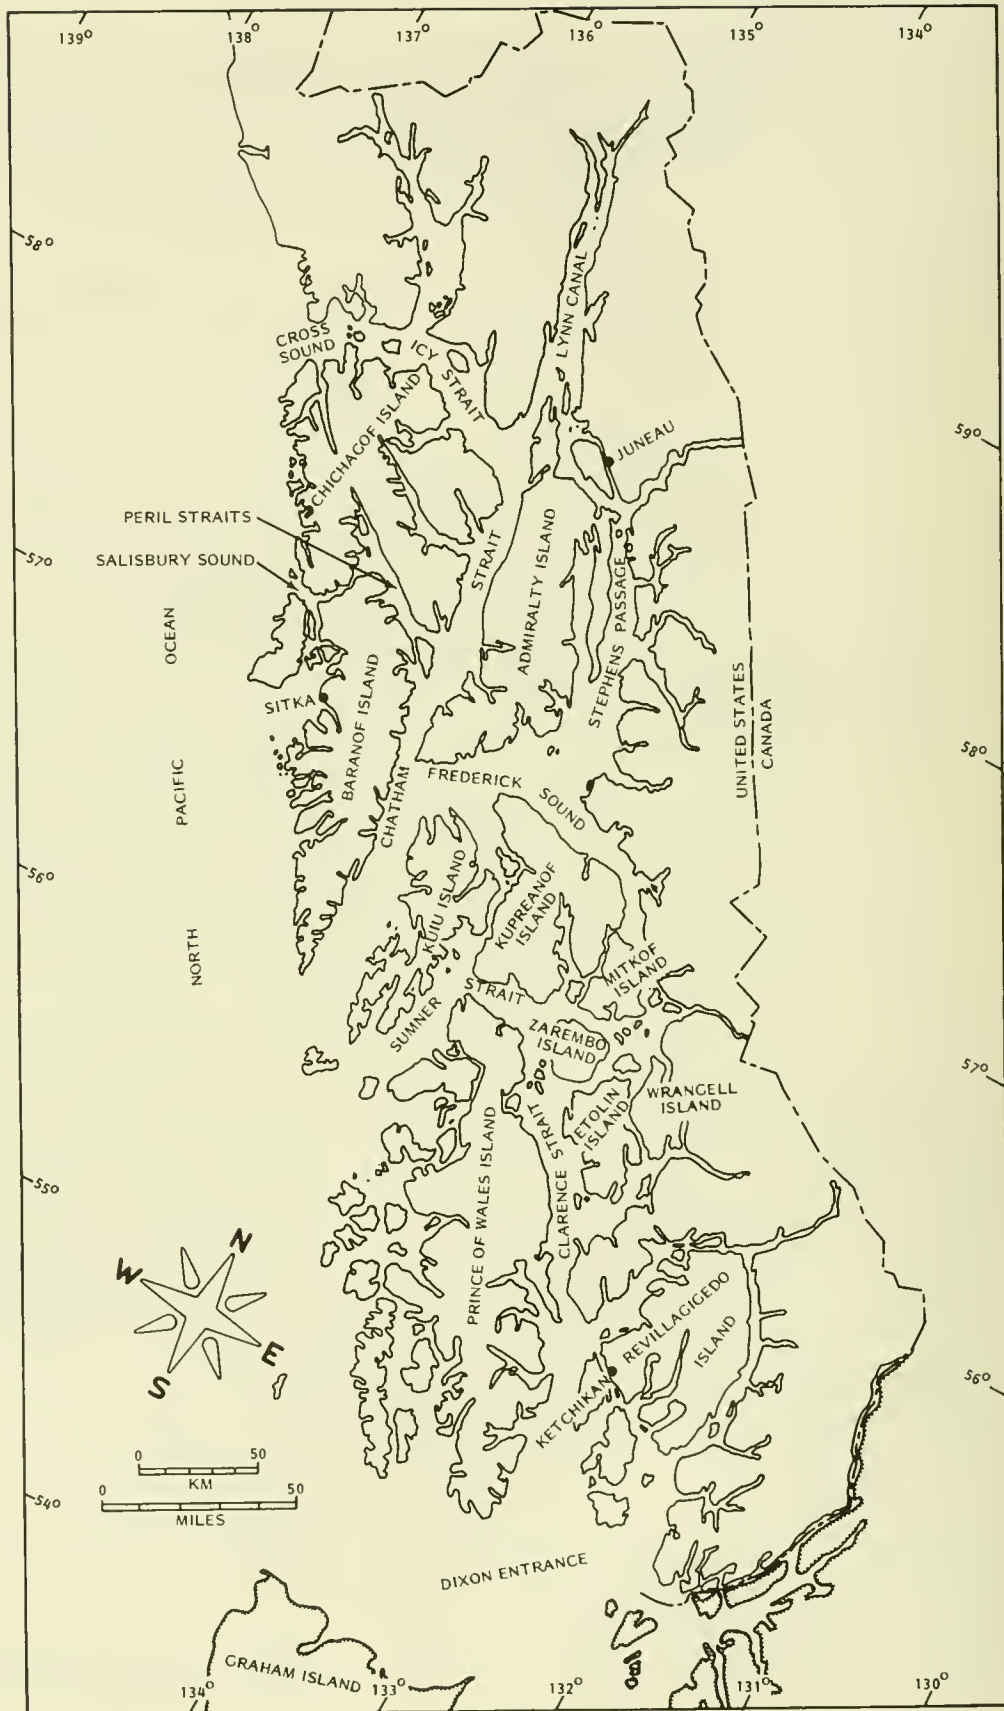 139°
138°
137°
136°
135°
134°
58°
CROSS
SOUND
ICY STRAIT
LYNN CANAL
CHICHAGOF ISLAND
JUNEAU
59°
PERIL STRAITS
SALISBURY SOUND
57°
STRAIT
ADMIRALTY ISLAND
STEPHENS PASSAGE
OCEAN
SITKA
BARANOF ISLAND
CHATHAM
FREDERICK
SOUND
UNITED STATES
CANADA
58°
PACIFIC
56°
KUIU ISLAND
KUPREANOF
ISLAND
MITKOF
ISLAND
NORTH
SUMNER
STRAIT
ZAREMBO
ISLAND
57°
WRANGELL
ISLAND
ETOLIN
ISLAND
CLARENCE STRAIT
PRINCE OF WALES ISLAND
55°
N
W
E
S
REVILLAGIGEDO
ISLAND
KETCHIKAN
56°
0 50
KM
0 50
MILES
54°
DIXON ENTRANCE
GRAHAM ISLAND
134°
133°
132°
131°
130°